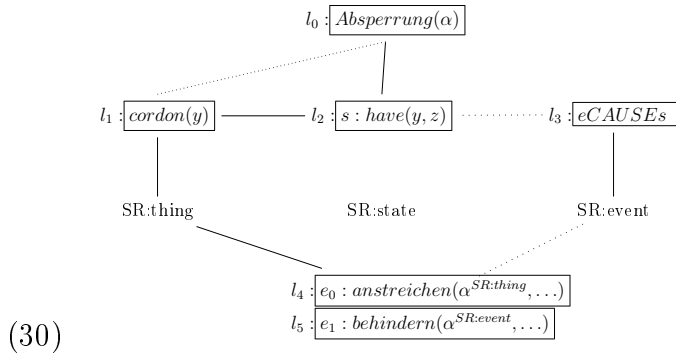 l₀ : Absperrung(α)
l₁ : cordon(y) l₂ : s : have(y, z) l₃ : eCAUSEs
SR:thing SR:state SR:event
l₄ : e₀ : anstreichen(α^SR:thing, …)
l₅ : e₁ : behindern(α^SR:event, …)
(30)